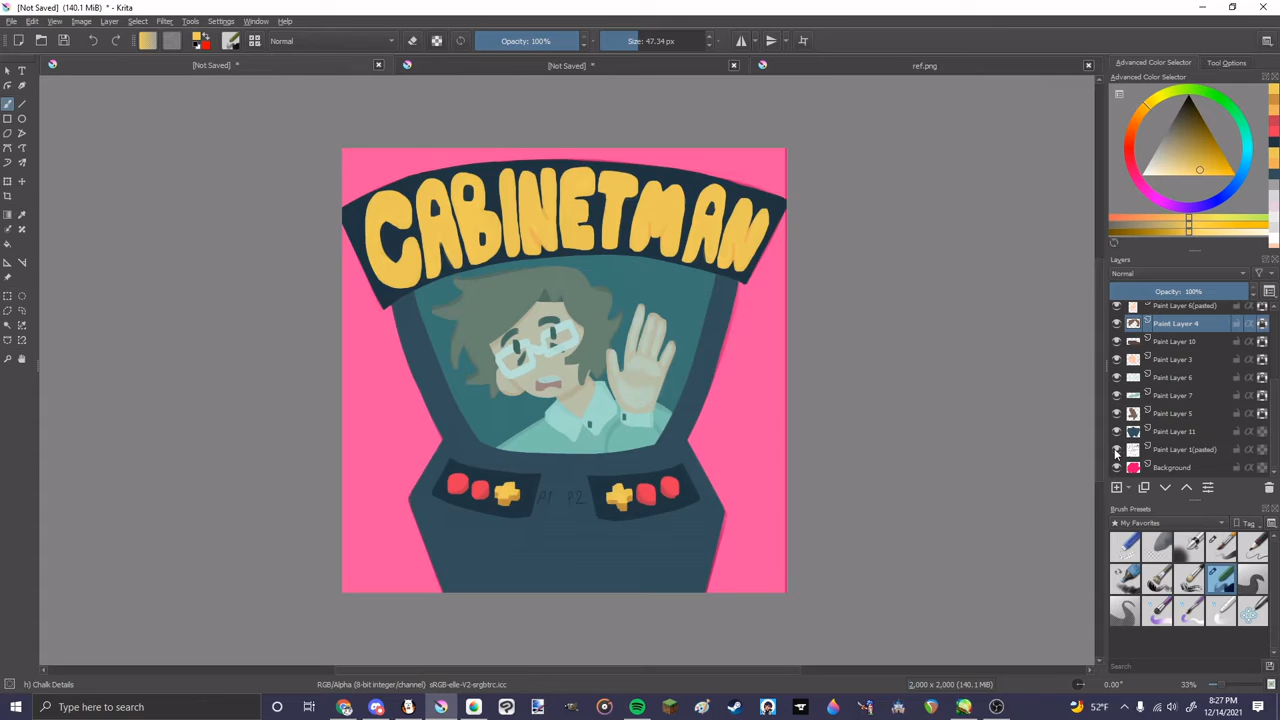 [Not Saved] (140.1 MiB) * - Krita
File Edit View Image Layer Select Filter Tools Settings Window Help
Normal Opacity: 100% Size: 47.34 px
[Not Saved] * [Not Saved] * ref.png
Advanced Color Selector Tool Options
Advanced Color Selector
CABINETMAN
P1 P2
Layers
Normal
Opacity: 100%
Paint Layer 6(pasted)
Paint Layer 4
Paint Layer 10
Paint Layer 3
Paint Layer 6
Paint Layer 7
Paint Layer 5
Paint Layer 11
Paint Layer 1(pasted)
Background
Brush Presets
My Favorites Tag
Search
h) Chalk Details RGB/Alpha (8-bit integer/channel) sRGB-elle-V2-srgbtrc.icc 2,000 x 2,000 (140.1 MiB) 0.00° 33%
Type here to search 52°F 8:27 PM
12/14/2021